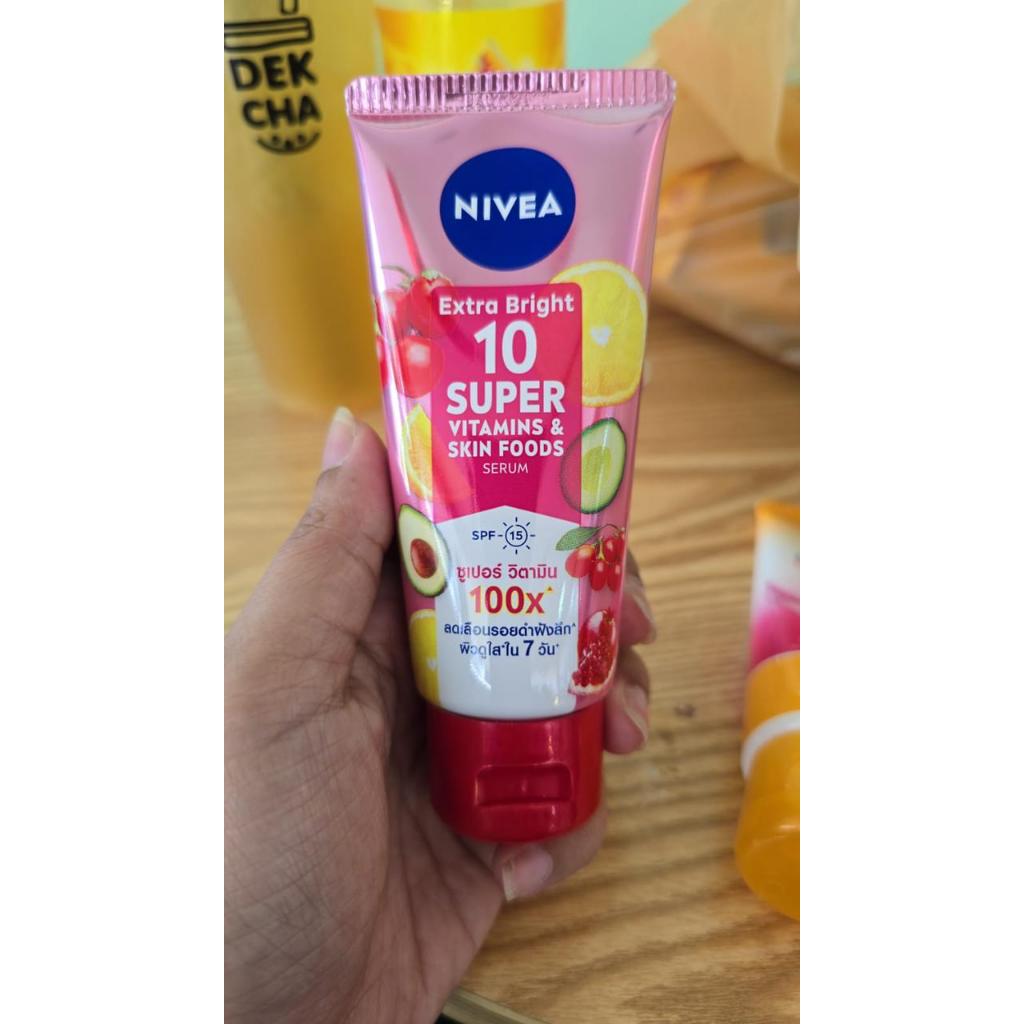 DEK
CHA
NIVEA
Extra Bright
10
SUPER
VITAMINS &
SKIN FOODS
SERUM
SPF 15
ซูเปอร์ วิตามิน
100x^
ลดเลือนรอยดำฝังลึก^
ผิวดูใส*ใน 7 วัน*